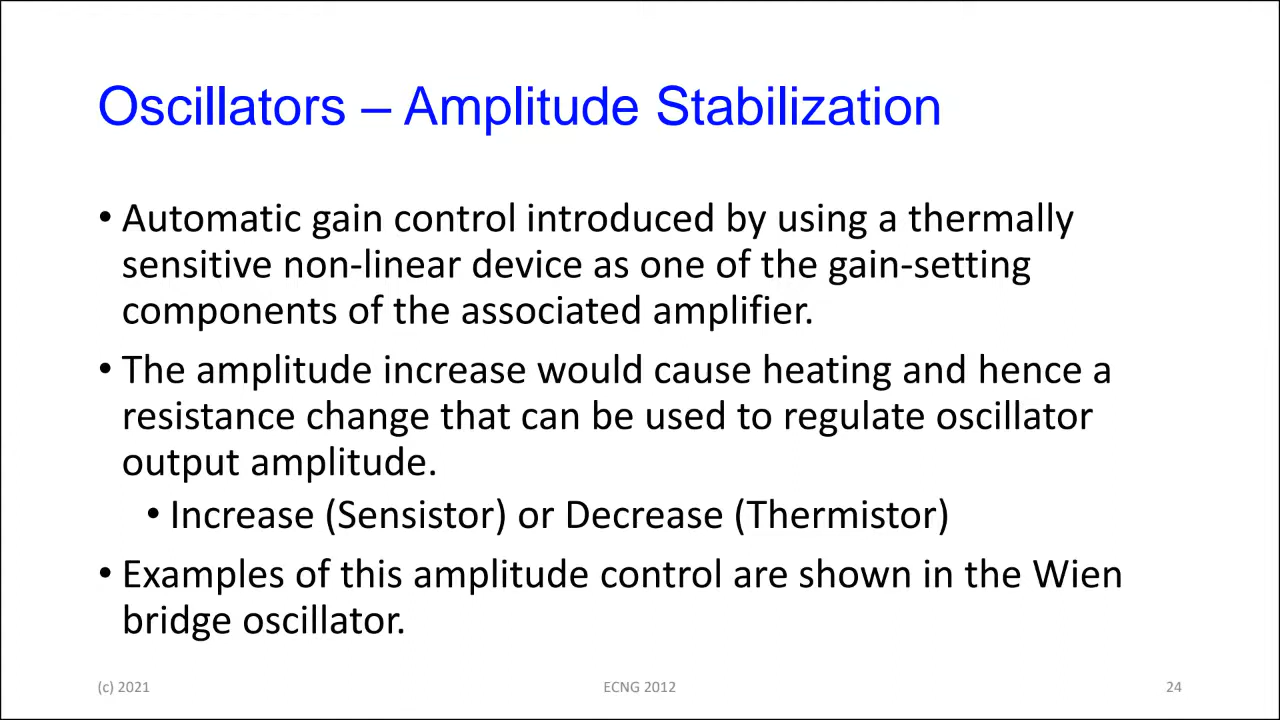 Oscillators – Amplitude Stabilization
• Automatic gain control introduced by using a thermally
sensitive non-linear device as one of the gain-setting
components of the associated amplifier.
• The amplitude increase would cause heating and hence a
resistance change that can be used to regulate oscillator
output amplitude.
• Increase (Sensistor) or Decrease (Thermistor)
• Examples of this amplitude control are shown in the Wien
bridge oscillator.
(c) 2021
ECNG 2012
24